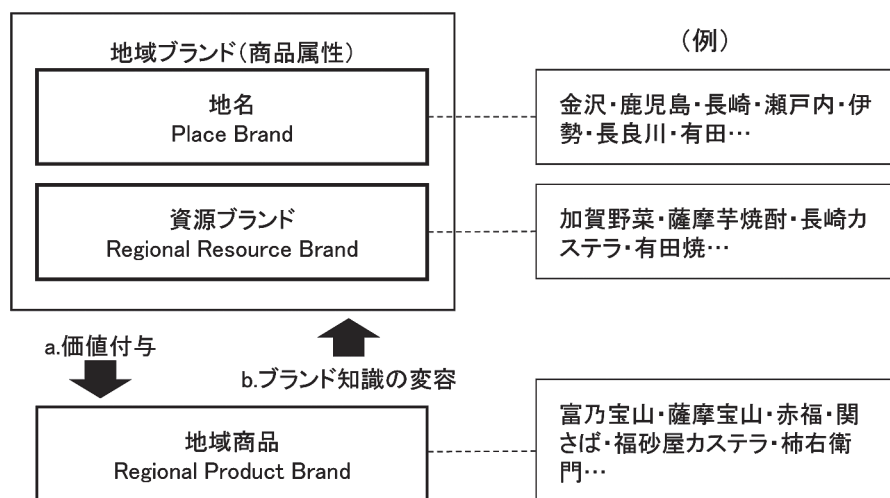 地域ブランド(商品属性)
(例)
地名
Place Brand
金沢・鹿児島・長崎・瀬戸内・伊
勢・長良川・有田…
資源ブランド
Regional Resource Brand
加賀野菜・薩摩芋焼酎・長崎カ
ステラ・有田焼…
a.価値付与
b.ブランド知識の変容
地域商品
Regional Product Brand
富乃宝山・薩摩宝山・赤福・関
さば・福砂屋カステラ・柿右衛
門…